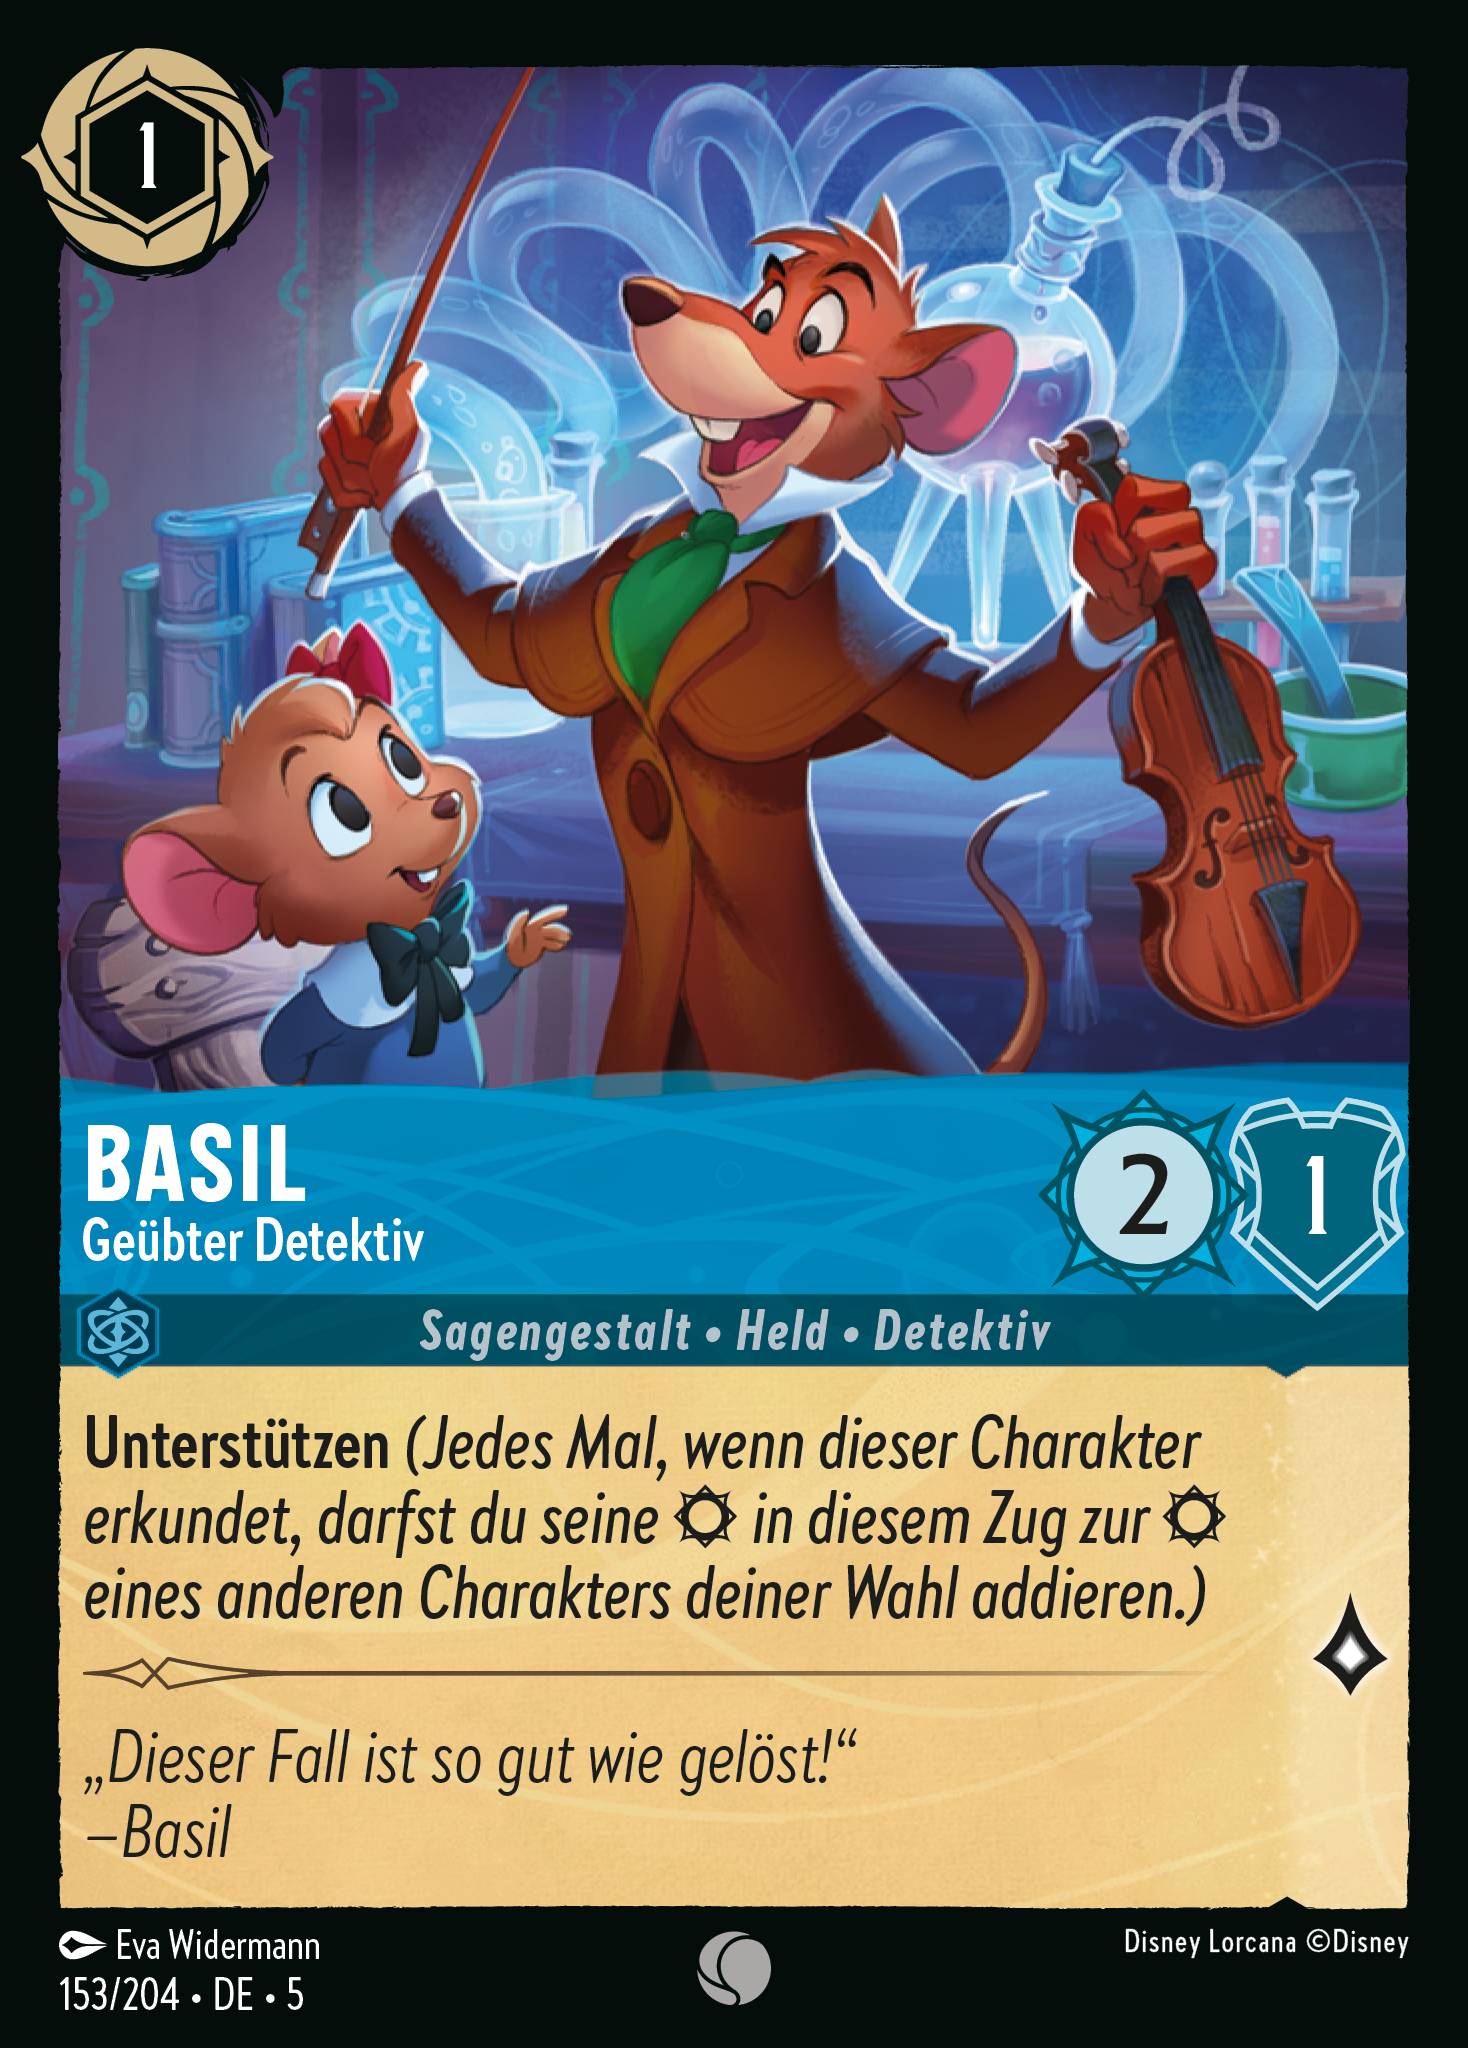 1
BASIL
Geübter Detektiv
2
1
Sagengestalt • Held • Detektiv
Unterstützen (Jedes Mal, wenn dieser Charakter
erkundet, darfst du seine in diesem Zug zur
eines anderen Charakters deiner Wahl addieren.)
„Dieser Fall ist so gut wie gelöst!“
–Basil
Eva Widermann
153/204 • DE • 5
Disney Lorcana ©Disney